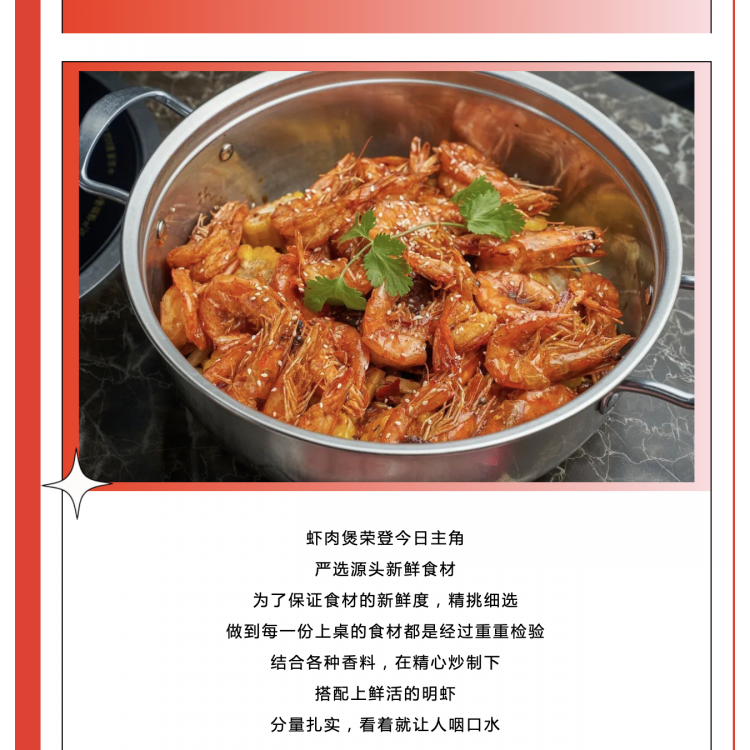 虾肉煲荣登今日主角
严选源头新鲜食材
为了保证食材的新鲜度，精挑细选
做到每一份上桌的食材都是经过重重检验
结合各种香料，在精心炒制下
搭配上鲜活的明虾
分量扎实，看着就让人咽口水